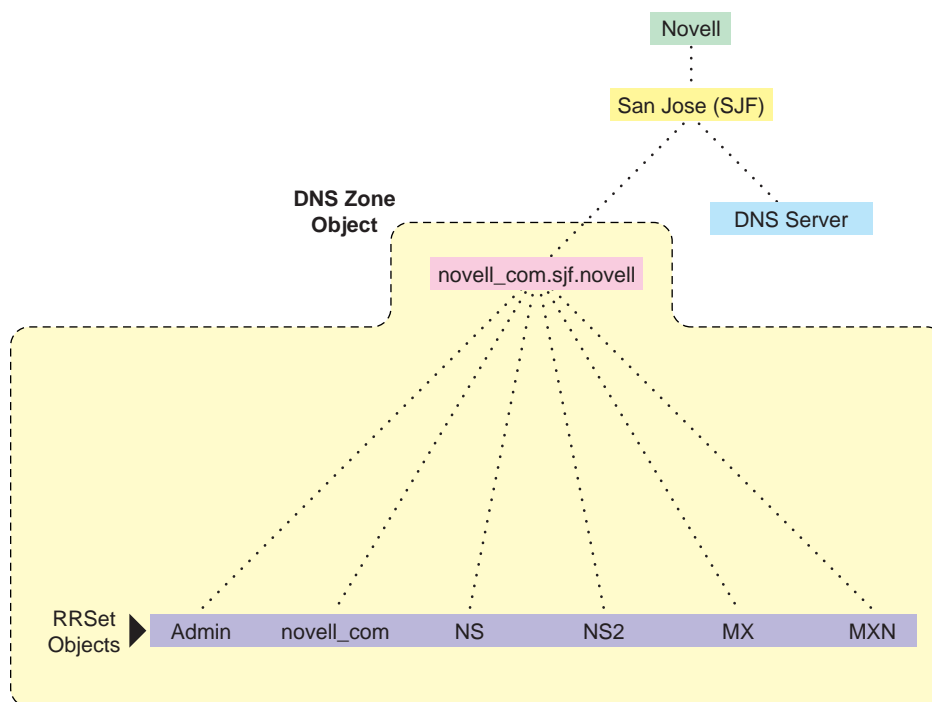 Novell
San Jose (SJF)
DNS Zone
Object
DNS Server
novell_com.sjf.novell
RRSet
Objects
Admin
novell_com
NS
NS2
MX
MXN